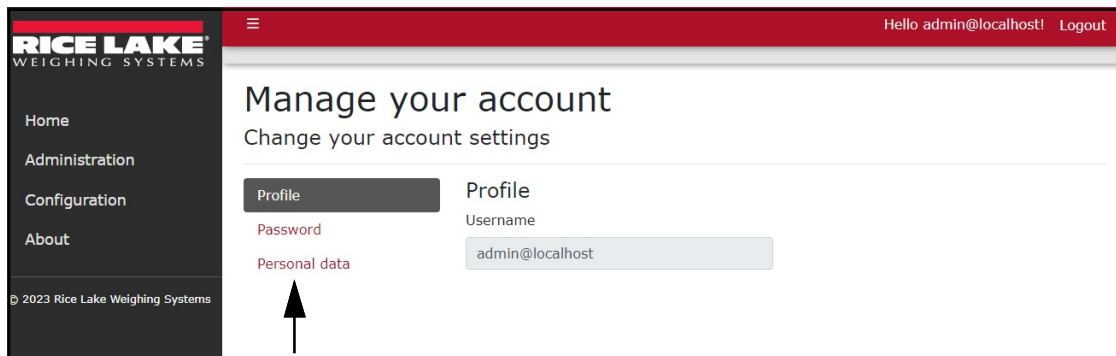 RICE LAKE
WEIGHING SYSTEMS
Home
Administration
Configuration
About
© 2023 Rice Lake Weighing Systems
☰
Hello admin@localhost! Logout
Manage your account
Change your account settings
Profile
Password
Personal data
Profile
Username
admin@localhost